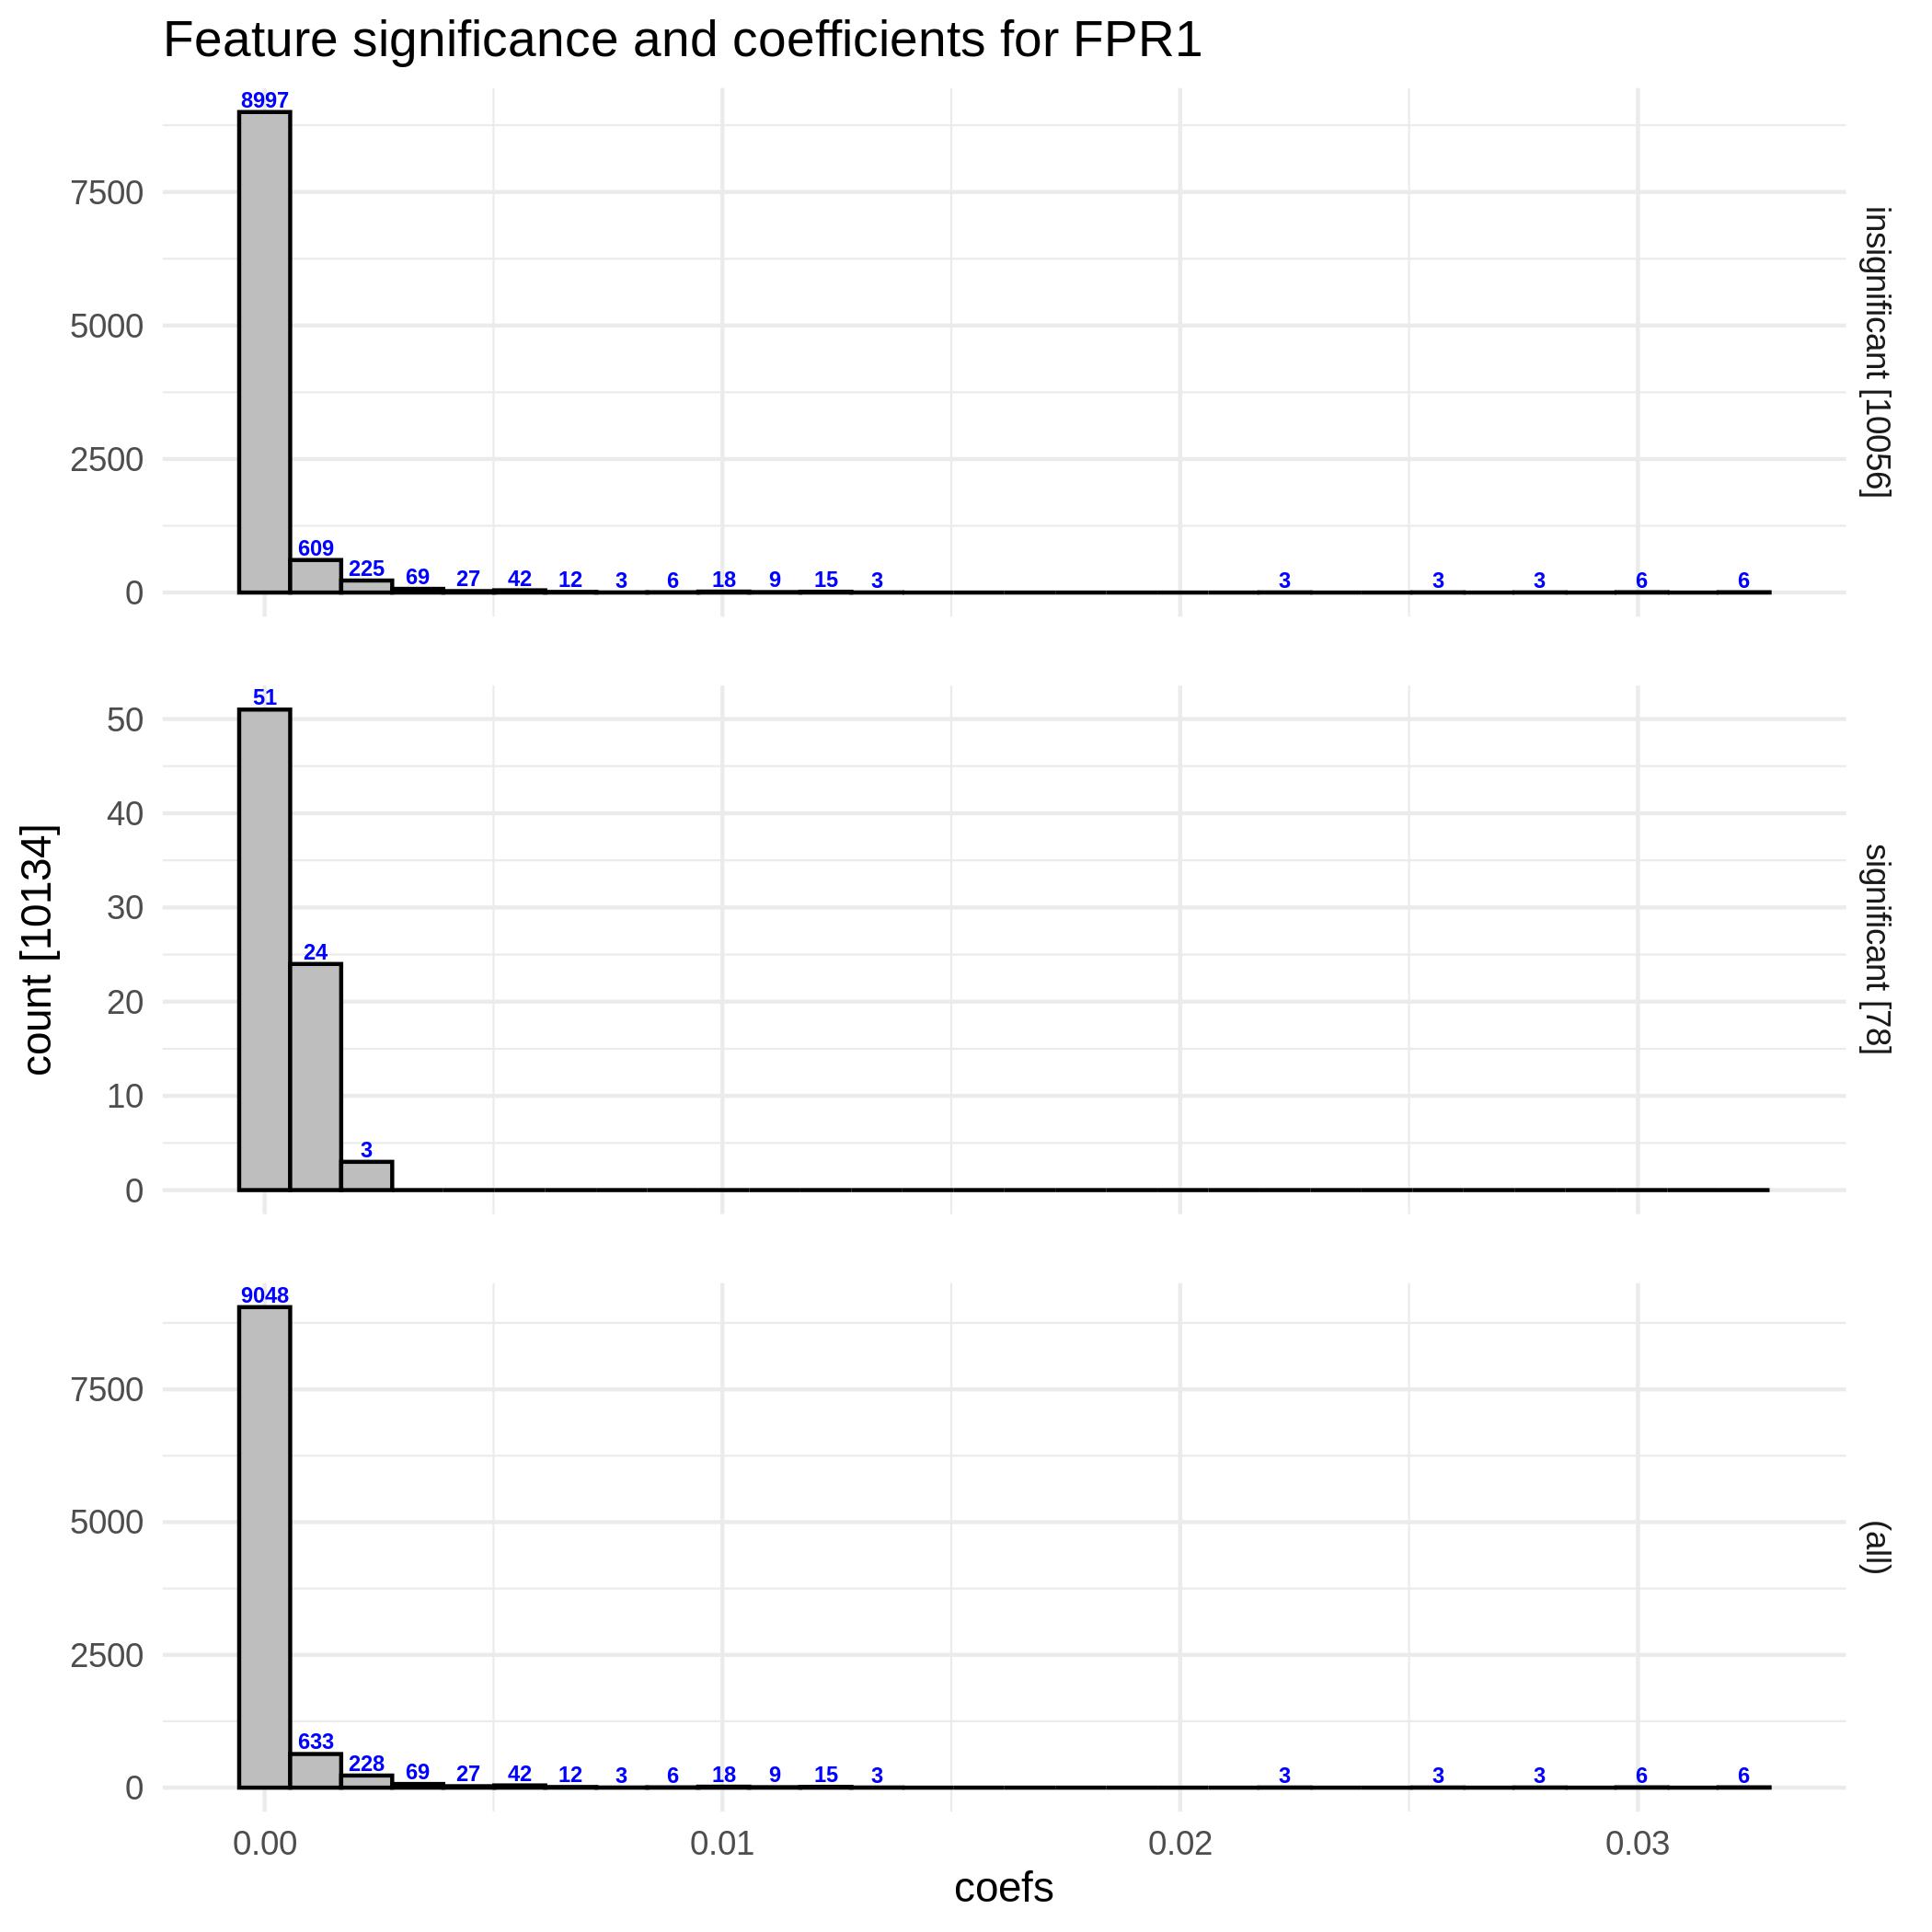 Feature significance and coefficients for FPR1
8997
7500
5000
2500
609 225 69 27 42 12 3 6 18 9 15 3 3 3 3 6 6
0
insignificant [10056]
count [10134]
51
50
40
30
24
20
10
3
0
significant [78]
9048
7500
5000
2500
633 228 69 27 42 12 3 6 18 9 15 3 3 3 3 6 6
0
(all)
0.00 0.01 0.02 0.03
coefs